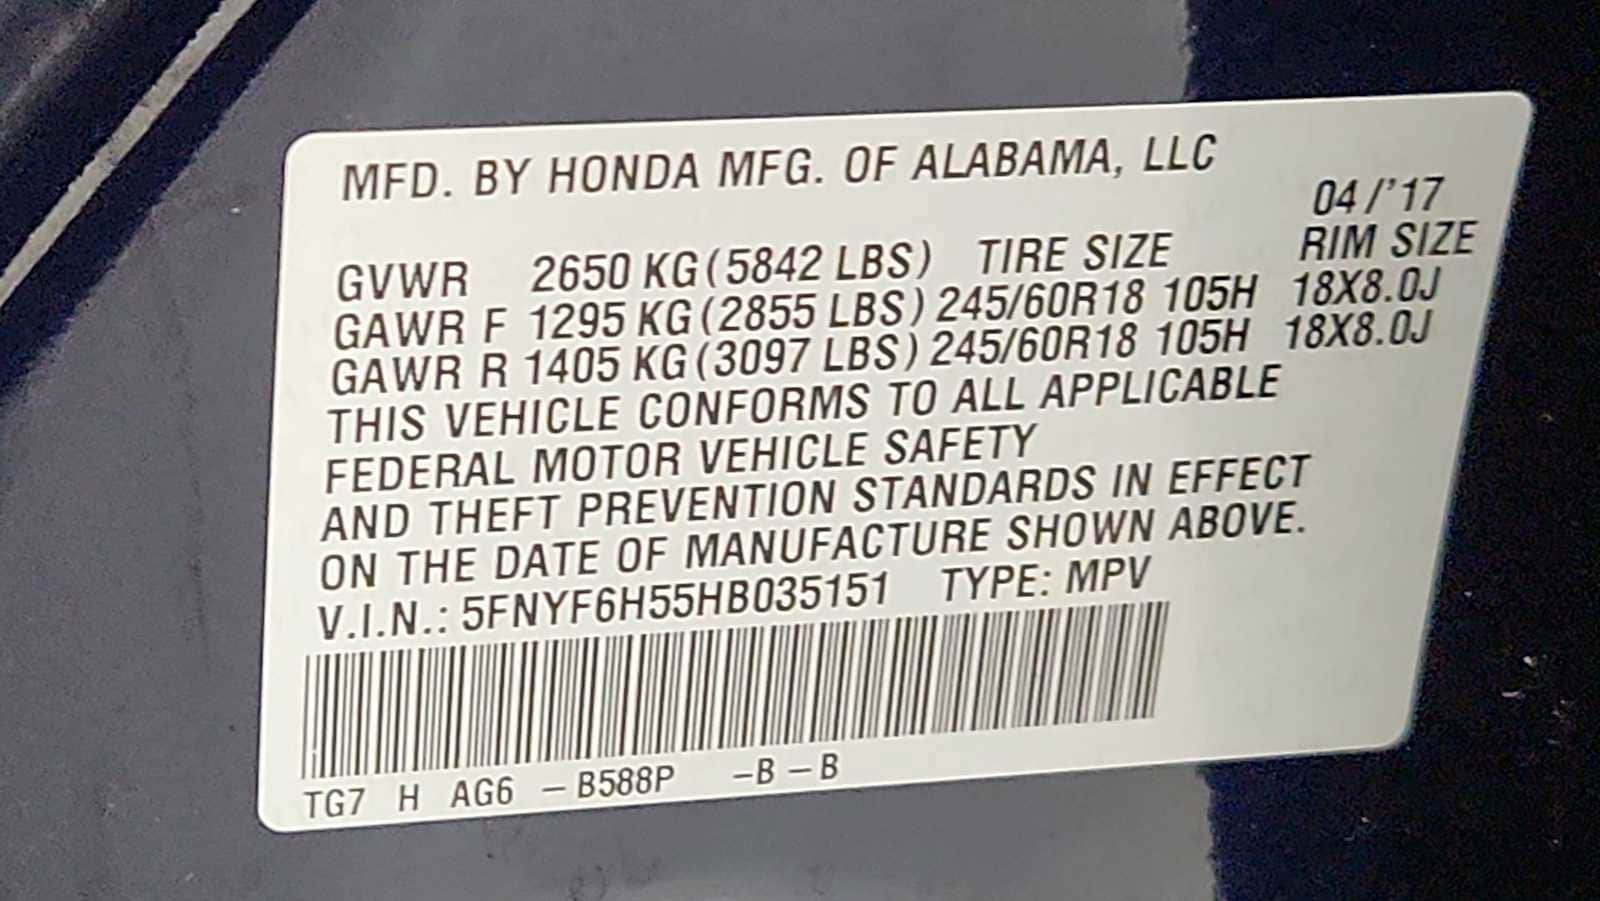 MFD. BY HONDA MFG. OF ALABAMA, LLC
04/'17
GVWR 2650 KG (5842 LBS) TIRE SIZE RIM SIZE
GAWR F 1295 KG (2855 LBS) 245/60R18 105H 18X8.0J
GAWR R 1405 KG (3097 LBS) 245/60R18 105H 18X8.0J
THIS VEHICLE CONFORMS TO ALL APPLICABLE
FEDERAL MOTOR VEHICLE SAFETY
AND THEFT PREVENTION STANDARDS IN EFFECT
ON THE DATE OF MANUFACTURE SHOWN ABOVE.
V.I.N.: 5FNYF6H55HB035151 TYPE: MPV
TG7 H AG6 – B588P –B – B